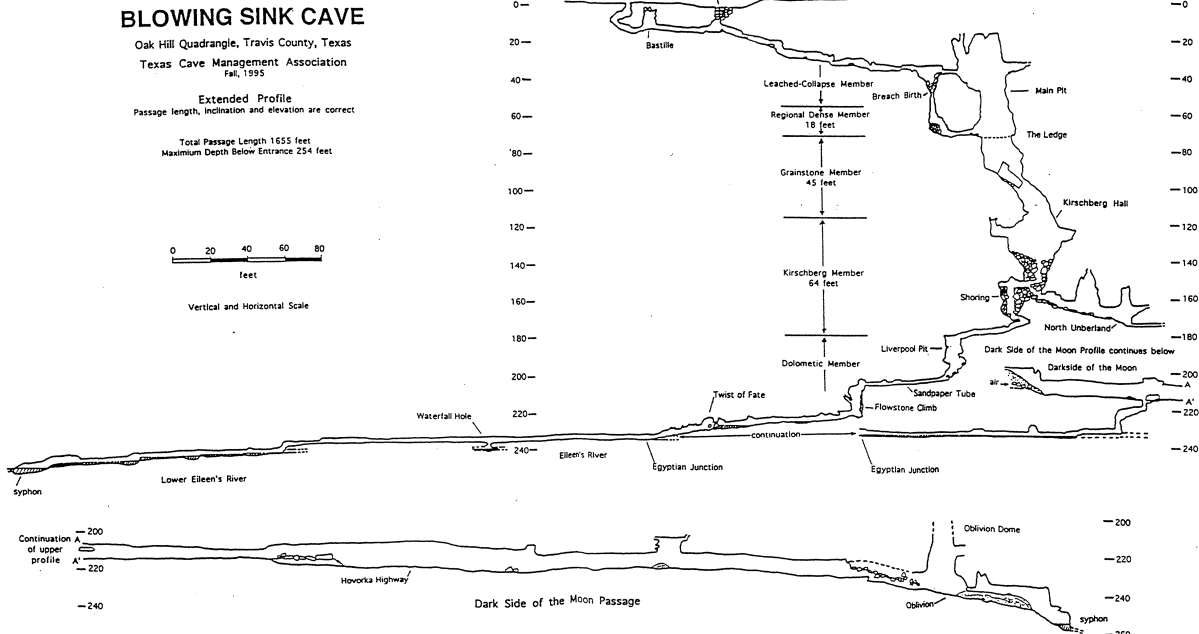 BLOWING SINK CAVE
Oak Hill Quadrangle, Travis County, Texas
Texas Cave Management Association
Fall, 1995
Extended Profile
Passage length, inclination and elevation are correct
Total Passage Length 1655 feet
Maximum Depth Below Entrance 254 feet
0 20 40 60 80
feet
Vertical and Horizontal Scale
0
20
40
60
80
100
120
140
160
180
200
220
240
Bastille
Leached-Collapse Member
Regional Dense Member
18 feet
Grainstone Member
45 feet
Kirschberg Member
64 feet
Dolometic Member
Breach Birth
Main Pit
The Ledge
Kirschberg Hall
Shoring
North Unberland
Liverpool Pit
Dark Side of the Moon Profile continues below
Darkside of the Moon
air
A
A'
Sandpaper Tube
Flowstone Climb
Twist of Fate
Waterfall Hole
continuation
Eileen's River
Egyptian Junction
Egyptian Junction
Lower Eileen's River
syphon
0
20
40
60
80
100
120
140
160
180
200
220
240
Continuation
of upper
profile
A
A'
200
220
240
Hovorka Highway
Dark Side of the Moon Passage
Oblivion Dome
Oblivion
syphon
200
220
240